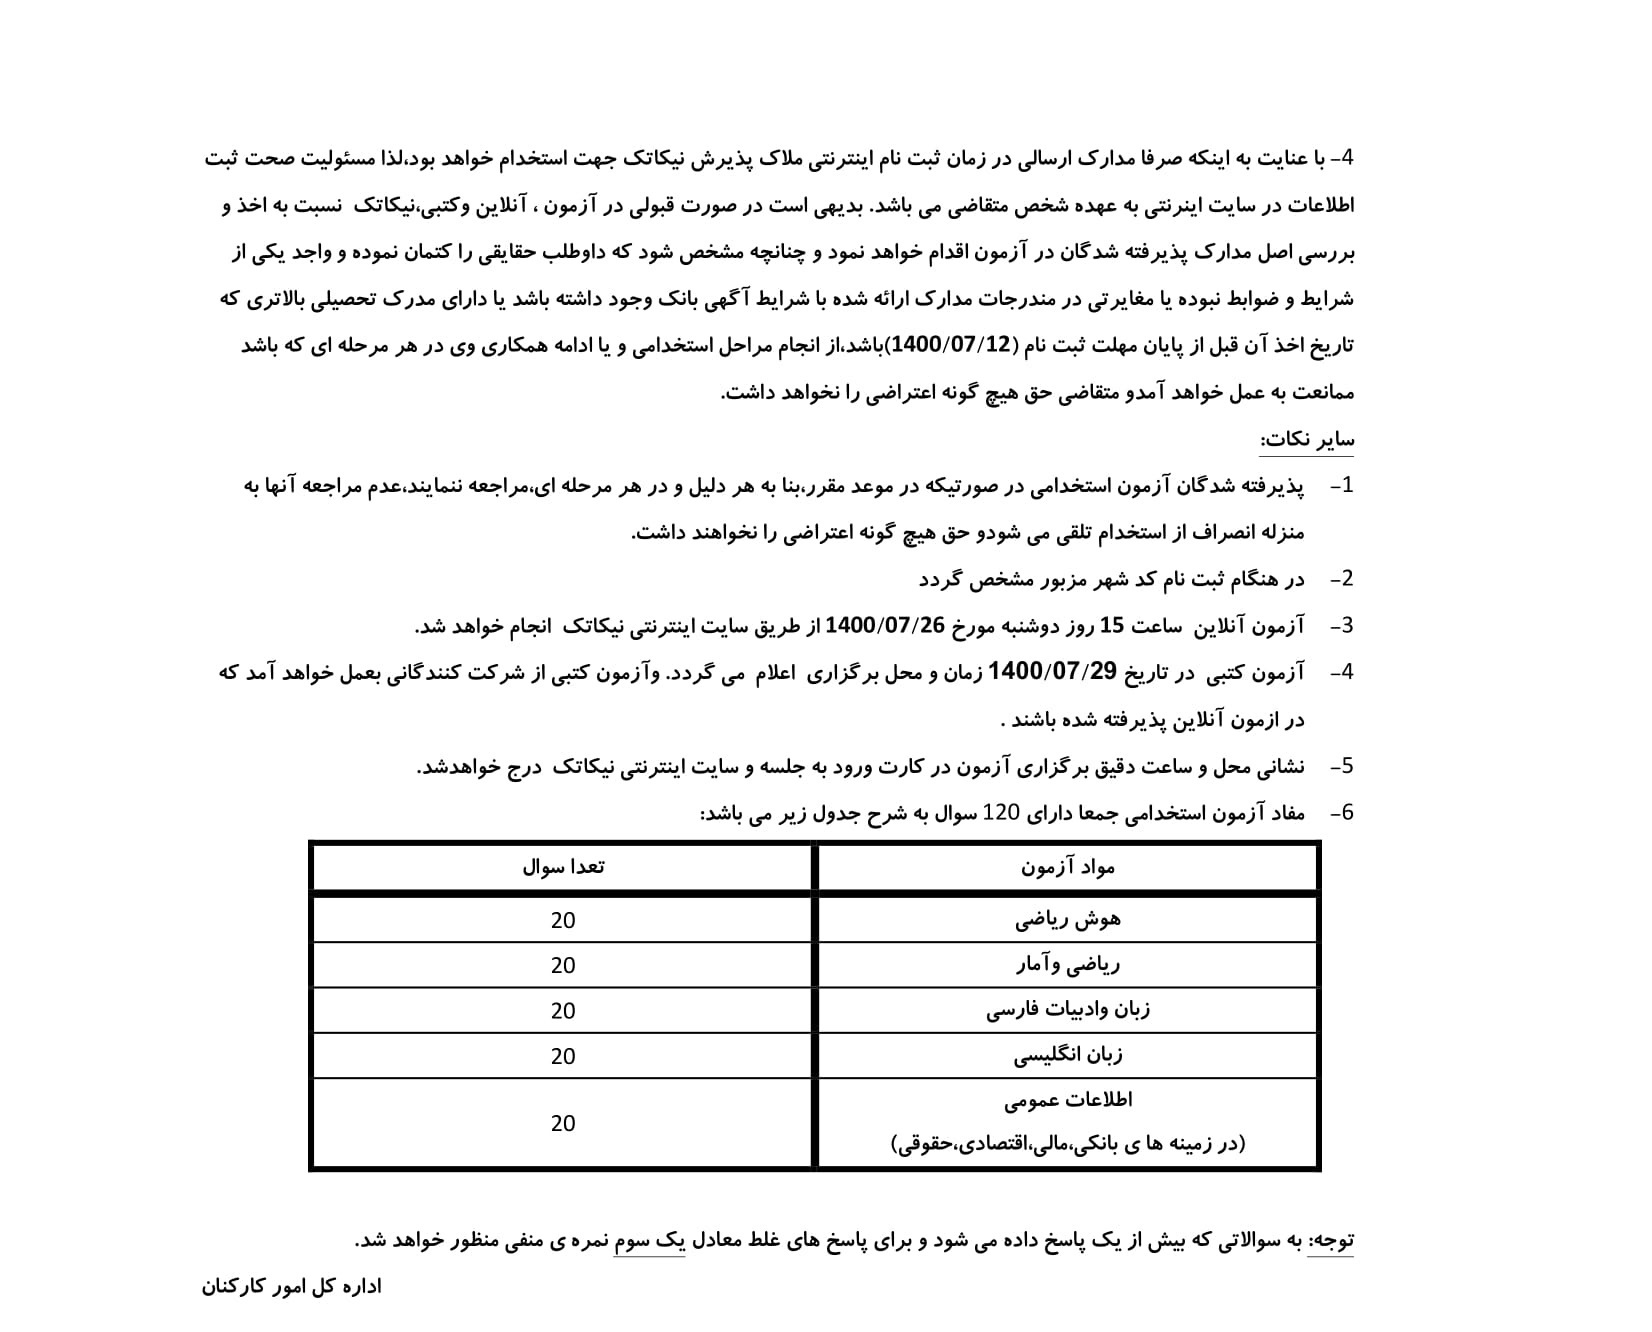 4– با عنایت به اینکه صرفا مدارک ارسالی در زمان ثبت نام اینترنتی ملاک پذیرش نیکاتک جهت استخدام خواهد بود،لذا مسئولیت صحت ثبت
اطلاعات در سایت اینرنتی به عهده شخص متقاضی می باشد. بدیهی است در صورت قبولی در آزمون ، آنلاین وکتبی،نیکاتک نسبت به اخذ و
بررسی اصل مدارک پذیرفته شدگان در آزمون اقدام خواهد نمود و چنانچه مشخص شود که داوطلب حقایقی را کتمان نموده و واجد یکی از
شرایط و ضوابط نبوده یا مغایرتی در مندرجات مدارک ارائه شده با شرایط آگهی بانک وجود داشته باشد یا دارای مدرک تحصیلی بالاتری که
تاریخ اخذ آن قبل از پایان مهلت ثبت نام (1400/07/12)باشد،از انجام مراحل استخدامی و یا ادامه همکاری وی در هر مرحله ای که باشد
ممانعت به عمل خواهد آمدو متقاضی حق هیچ گونه اعتراضی را نخواهد داشت.
سایر نکات:
1– پذیرفته شدگان آزمون استخدامی در صورتیکه در موعد مقرر،بنا به هر دلیل و در هر مرحله ای،مراجعه ننمایند،عدم مراجعه آنها به
منزله انصراف از استخدام تلقی می شودو حق هیچ گونه اعتراضی را نخواهند داشت.
2– در هنگام ثبت نام کد شهر مزبور مشخص گردد
3– آزمون آنلاین ساعت 15 روز دوشنبه مورخ 1400/07/26 از طریق سایت اینترنتی نیکاتک انجام خواهد شد.
4– آزمون کتبی در تاریخ 1400/07/29 زمان و محل برگزاری اعلام می گردد. وآزمون کتبی از شرکت کنندگانی بعمل خواهد آمد که
در ازمون آنلاین پذیرفته شده باشند .
5– نشانی محل و ساعت دقیق برگزاری آزمون در کارت ورود به جلسه و سایت اینترنتی نیکاتک درج خواهدشد.
6– مفاد آزمون استخدامی جمعا دارای 120 سوال به شرح جدول زیر می باشد:
مواد آزمون تعدا سوال
هوش ریاضی 20
ریاضی وآمار 20
زبان وادبیات فارسی 20
زبان انگلیسی 20
اطلاعات عمومی
(در زمینه ها ی بانکی،مالی،اقتصادی،حقوقی) 20
توجه: به سوالاتی که بیش از یک پاسخ داده می شود و برای پاسخ های غلط معادل یک سوم نمره ی منفی منظور خواهد شد.
اداره کل امور کارکنان